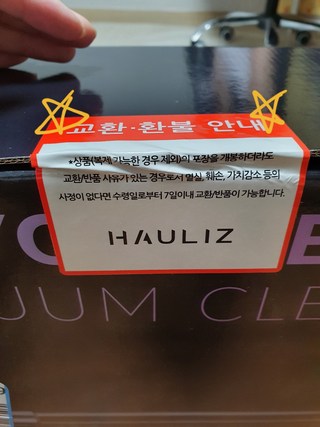 교환·환불 안내
*상품(복제 가능한 경우 제외)의 포장을 개봉하더라도
교환/반품 사유가 있는 경우로서 멸실, 훼손, 가치감소 등의
사정이 없다면 수령일로부터 7일이내 교환/반품이 가능합니다.
HAULIZ
UUM CLE